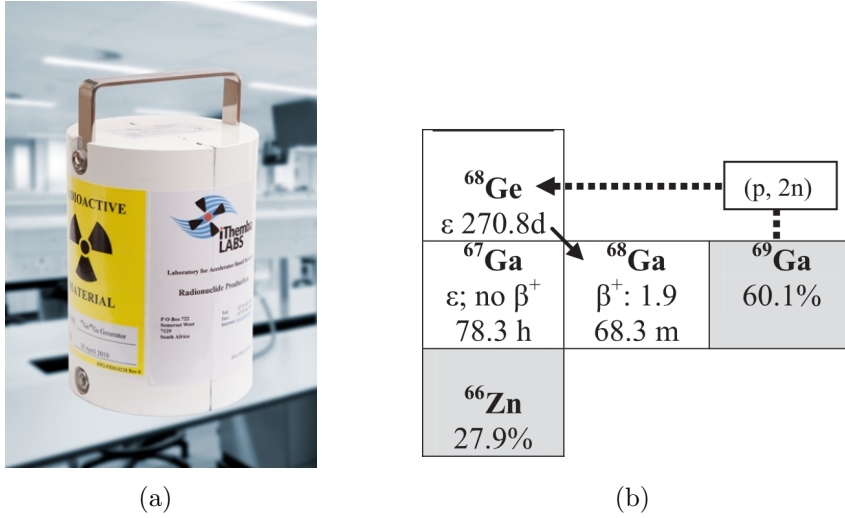 RADIOACTIVE
MATERIAL
iThemba
LABS
Laboratory for Accelerator Based
Radionuclide Production
P O Box 722
Somerset West
7129
South Africa
Generator
(a)
⁶⁸Ge
ε 270.8d
(p, 2n)
⁶⁷Ga
ε; no β⁺
78.3 h
⁶⁸Ga
β⁺: 1.9
68.3 m
⁶⁹Ga
60.1%
⁶⁶Zn
27.9%
(b)